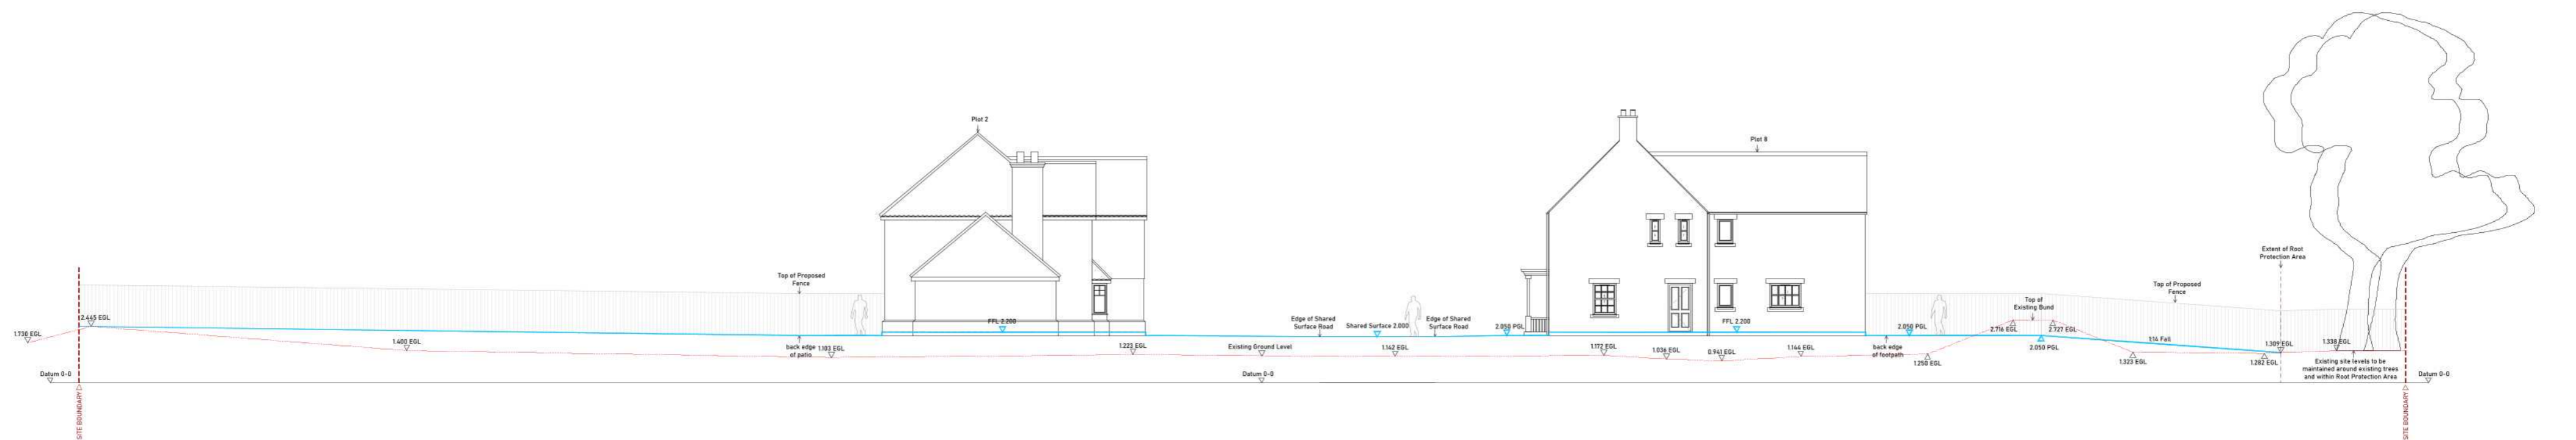 Plot 2
Plot 8
Extent of Root
Protection Area
Top of Proposed
Fence
Top of Proposed
Fence
Top of
Existing Bund
2.445 EGL
1.730 EGL
FFL 2.200
Edge of Shared
Surface Road
Shared Surface 2.000
Edge of Shared
Surface Road
2.050 PGL
FFL 2.200
2.050 PGL
2.716 EGL
2.727 EGL
1.400 EGL
back edge
of patio
1.103 EGL
1.223 EGL
Existing Ground Level
1.142 EGL
1.172 EGL
1.036 EGL
0.941 EGL
1.144 EGL
back edge
of footpath
1.250 EGL
2.050 PGL
1:14 Fall
1.323 EGL
1.282 EGL
1.309 EGL
1.338 EGL
Existing site levels to be
maintained around existing trees
and within Root Protection Area
Datum 0-0
Datum 0-0
Datum 0-0
SITE BOUNDARY
SITE BOUNDARY